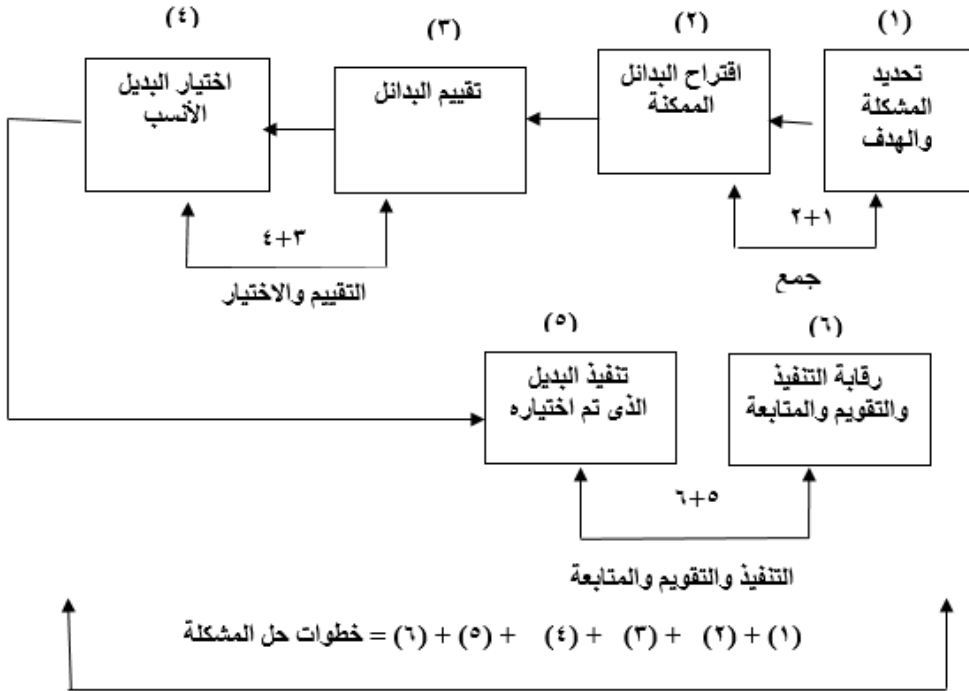 (١)
(٢)
(٣)
(٤)
تحديد
المشكلة
والهدف
اقتراح البدائل
الممكنة
تقييم البدائل
اختيار البديل
الأنسب
١+٢
جمع
٣+٤
التقييم والاختيار
(٥)
(٦)
تنفيذ البديل
الذى تم اختياره
رقابة التنفيذ
والتقويم والمتابعة
٥+٦
التنفيذ والتقويم والمتابعة
(١) + (٢) + (٣) + (٤) + (٥) + (٦) = خطوات حل المشكلة